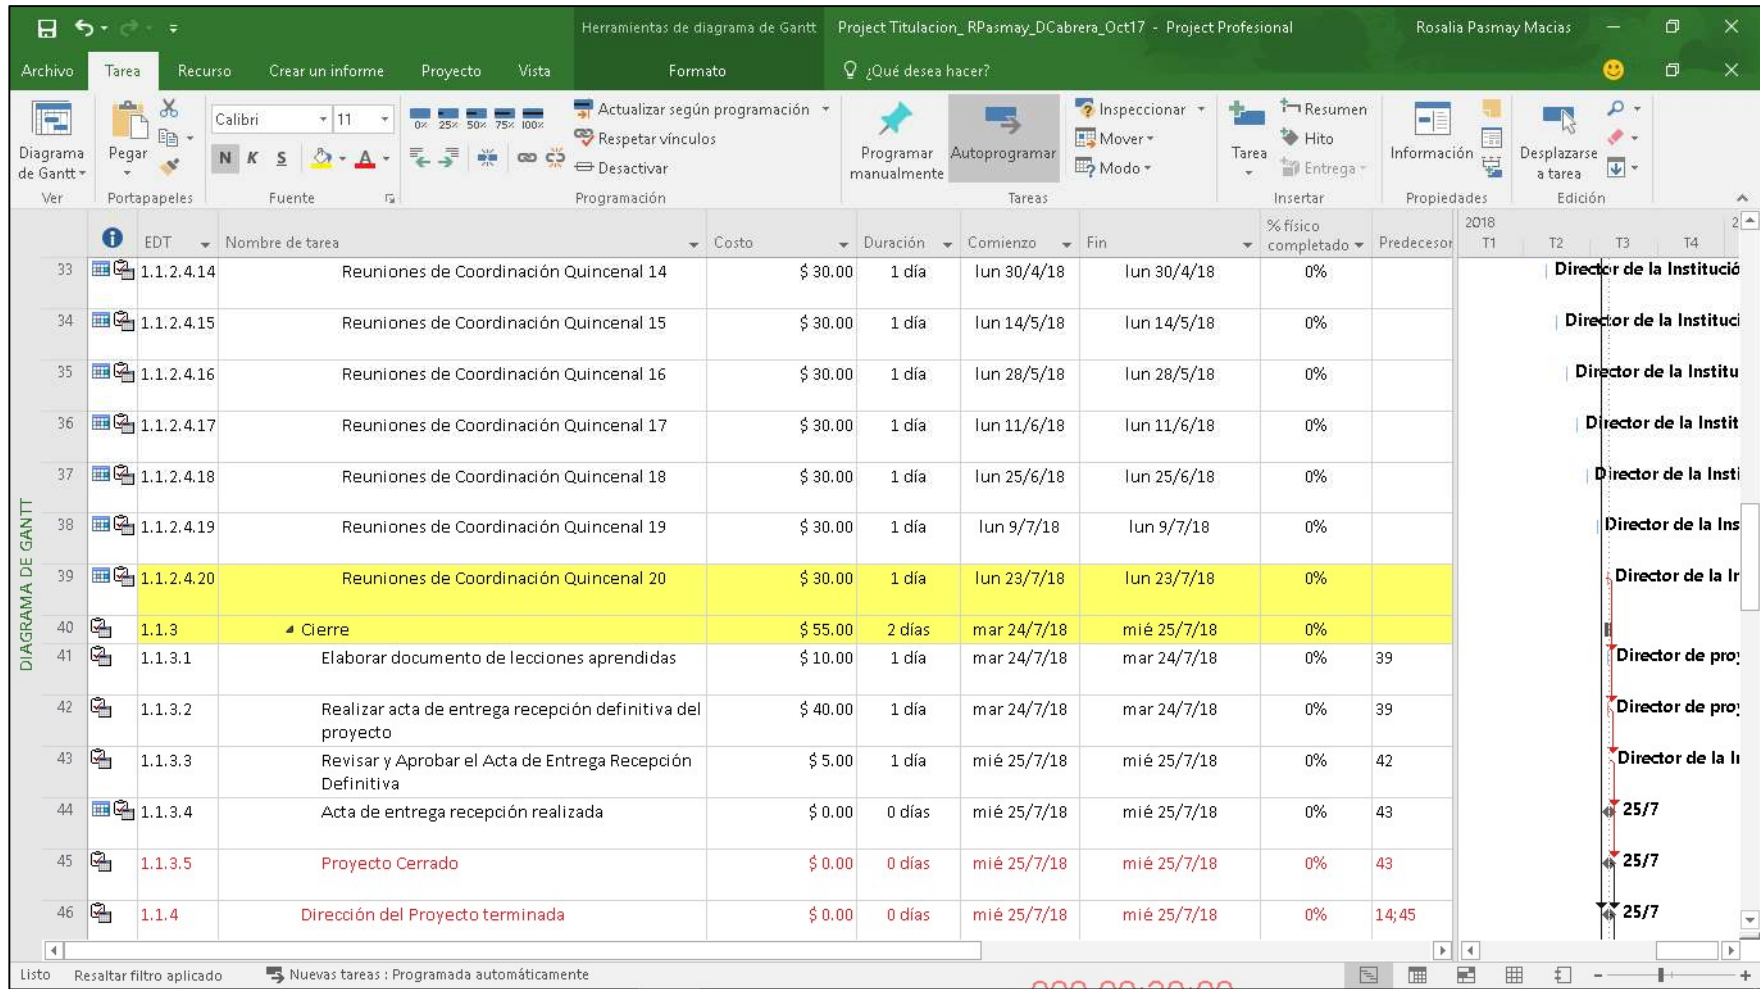 Herramientas de diagrama de Gantt Project Titulacion_ RPasmay_DCabrera_Oct17 - Project Profesional Rosalia Pasmay Macias
Archivo Tarea Recurso Crear un informe Proyecto Vista Formato ¿Qué desea hacer?
Diagrama de Gantt
Ver
Pegar
Portapapeles
Calibri 11
N K S A
Fuente
0% 25% 50% 75% 100%
Actualizar según programación
Respetar vínculos
Desactivar
Programación
Programar manualmente
Autoprogramar
Inspeccionar
Mover
Modo
Tareas
Tarea
Resumen
Hito
Entrega
Insertar
Información
Propiedades
Desplazarse a tarea
Edición
EDT Nombre de tarea Costo Duración Comienzo Fin % físico completado Predecesor 2018 T1 T2 T3 T4 2
33 1.1.2.4.14 Reuniones de Coordinación Quincenal 14 $ 30.00 1 día lun 30/4/18 lun 30/4/18 0% Director de la Institució
34 1.1.2.4.15 Reuniones de Coordinación Quincenal 15 $ 30.00 1 día lun 14/5/18 lun 14/5/18 0% Director de la Instituci
35 1.1.2.4.16 Reuniones de Coordinación Quincenal 16 $ 30.00 1 día lun 28/5/18 lun 28/5/18 0% Director de la Institu
36 1.1.2.4.17 Reuniones de Coordinación Quincenal 17 $ 30.00 1 día lun 11/6/18 lun 11/6/18 0% Director de la Instit
37 1.1.2.4.18 Reuniones de Coordinación Quincenal 18 $ 30.00 1 día lun 25/6/18 lun 25/6/18 0% Director de la Insti
38 1.1.2.4.19 Reuniones de Coordinación Quincenal 19 $ 30.00 1 día lun 9/7/18 lun 9/7/18 0% Director de la Ins
39 1.1.2.4.20 Reuniones de Coordinación Quincenal 20 $ 30.00 1 día lun 23/7/18 lun 23/7/18 0% Director de la Ir
40 1.1.3 Cierre $ 55.00 2 días mar 24/7/18 mié 25/7/18 0%
41 1.1.3.1 Elaborar documento de lecciones aprendidas $ 10.00 1 día mar 24/7/18 mar 24/7/18 0% 39 Director de proy
42 1.1.3.2 Realizar acta de entrega recepción definitiva del $ 40.00 1 día mar 24/7/18 mar 24/7/18 0% 39 Director de proy
proyecto
43 1.1.3.3 Revisar y Aprobar el Acta de Entrega Recepción $ 5.00 1 día mié 25/7/18 mié 25/7/18 0% 42 Director de la Ii
Definitiva
44 1.1.3.4 Acta de entrega recepción realizada $ 0.00 0 días mié 25/7/18 mié 25/7/18 0% 43 25/7
45 1.1.3.5 Proyecto Cerrado $ 0.00 0 días mié 25/7/18 mié 25/7/18 0% 43 25/7
46 1.1.4 Dirección del Proyecto terminada $ 0.00 0 días mié 25/7/18 mié 25/7/18 0% 14;45 25/7
DIAGRAMA DE GANTT
Listo Resaltar filtro aplicado Nuevas tareas : Programada automáticamente